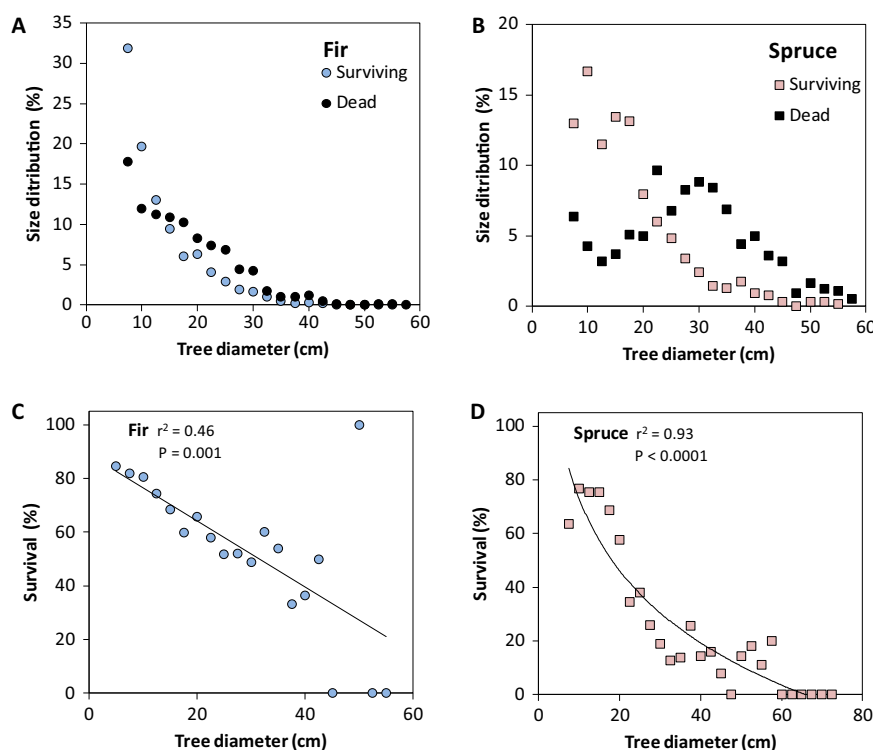 A
Fir
Surviving
Dead
Size ditribution (%)
35
30
25
20
15
10
5
0
0 10 20 30 40 50 60
Tree diameter (cm)
B
Spruce
Surviving
Dead
Size ditribution (%)
20
15
10
5
0
0 10 20 30 40 50 60
Tree diameter (cm)
C
Fir r² = 0.46
P = 0.001
Survival (%)
100
80
60
40
20
0
0 20 40 60
Tree diameter (cm)
D
Spruce r² = 0.93
P < 0.0001
Survival (%)
100
80
60
40
20
0
0 20 40 60 80
Tree diameter (cm)